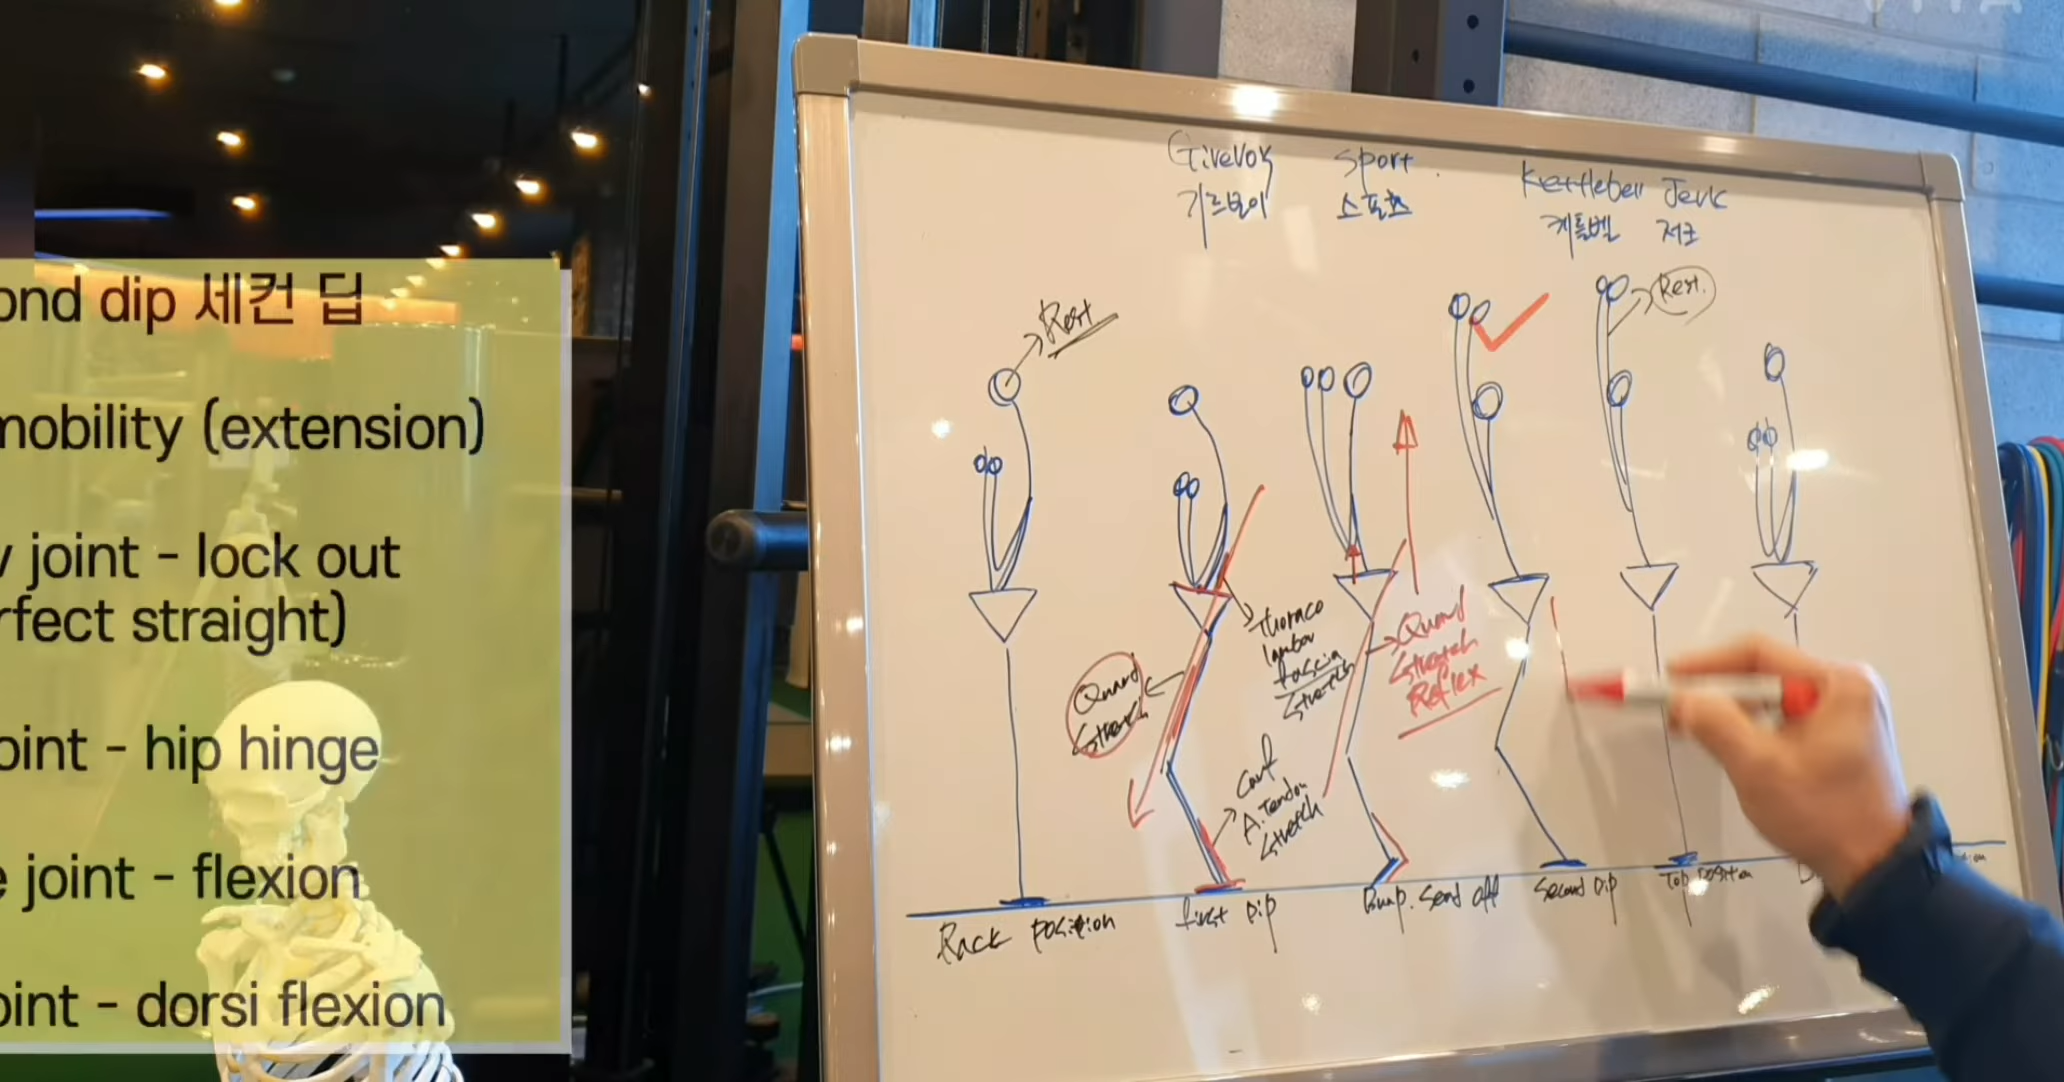 ond dip 세컨 딥
mobility (extension)
joint - lock out
rfect straight)
oint - hip hinge
e joint - flexion
oint - dorsi flexion
Girevoy Sport
기르보이 스포츠
Kettlebell Jerk
케틀벨 저크
Rest
Rest.
Quard
Stretch
Thoraco
lambar
fascia
Stretch
Calf
A. Tendon
Stretch
Quard
Stretch
Reflex
Rack Position
first Dip
Bump. Send off
Second Dip
Top position